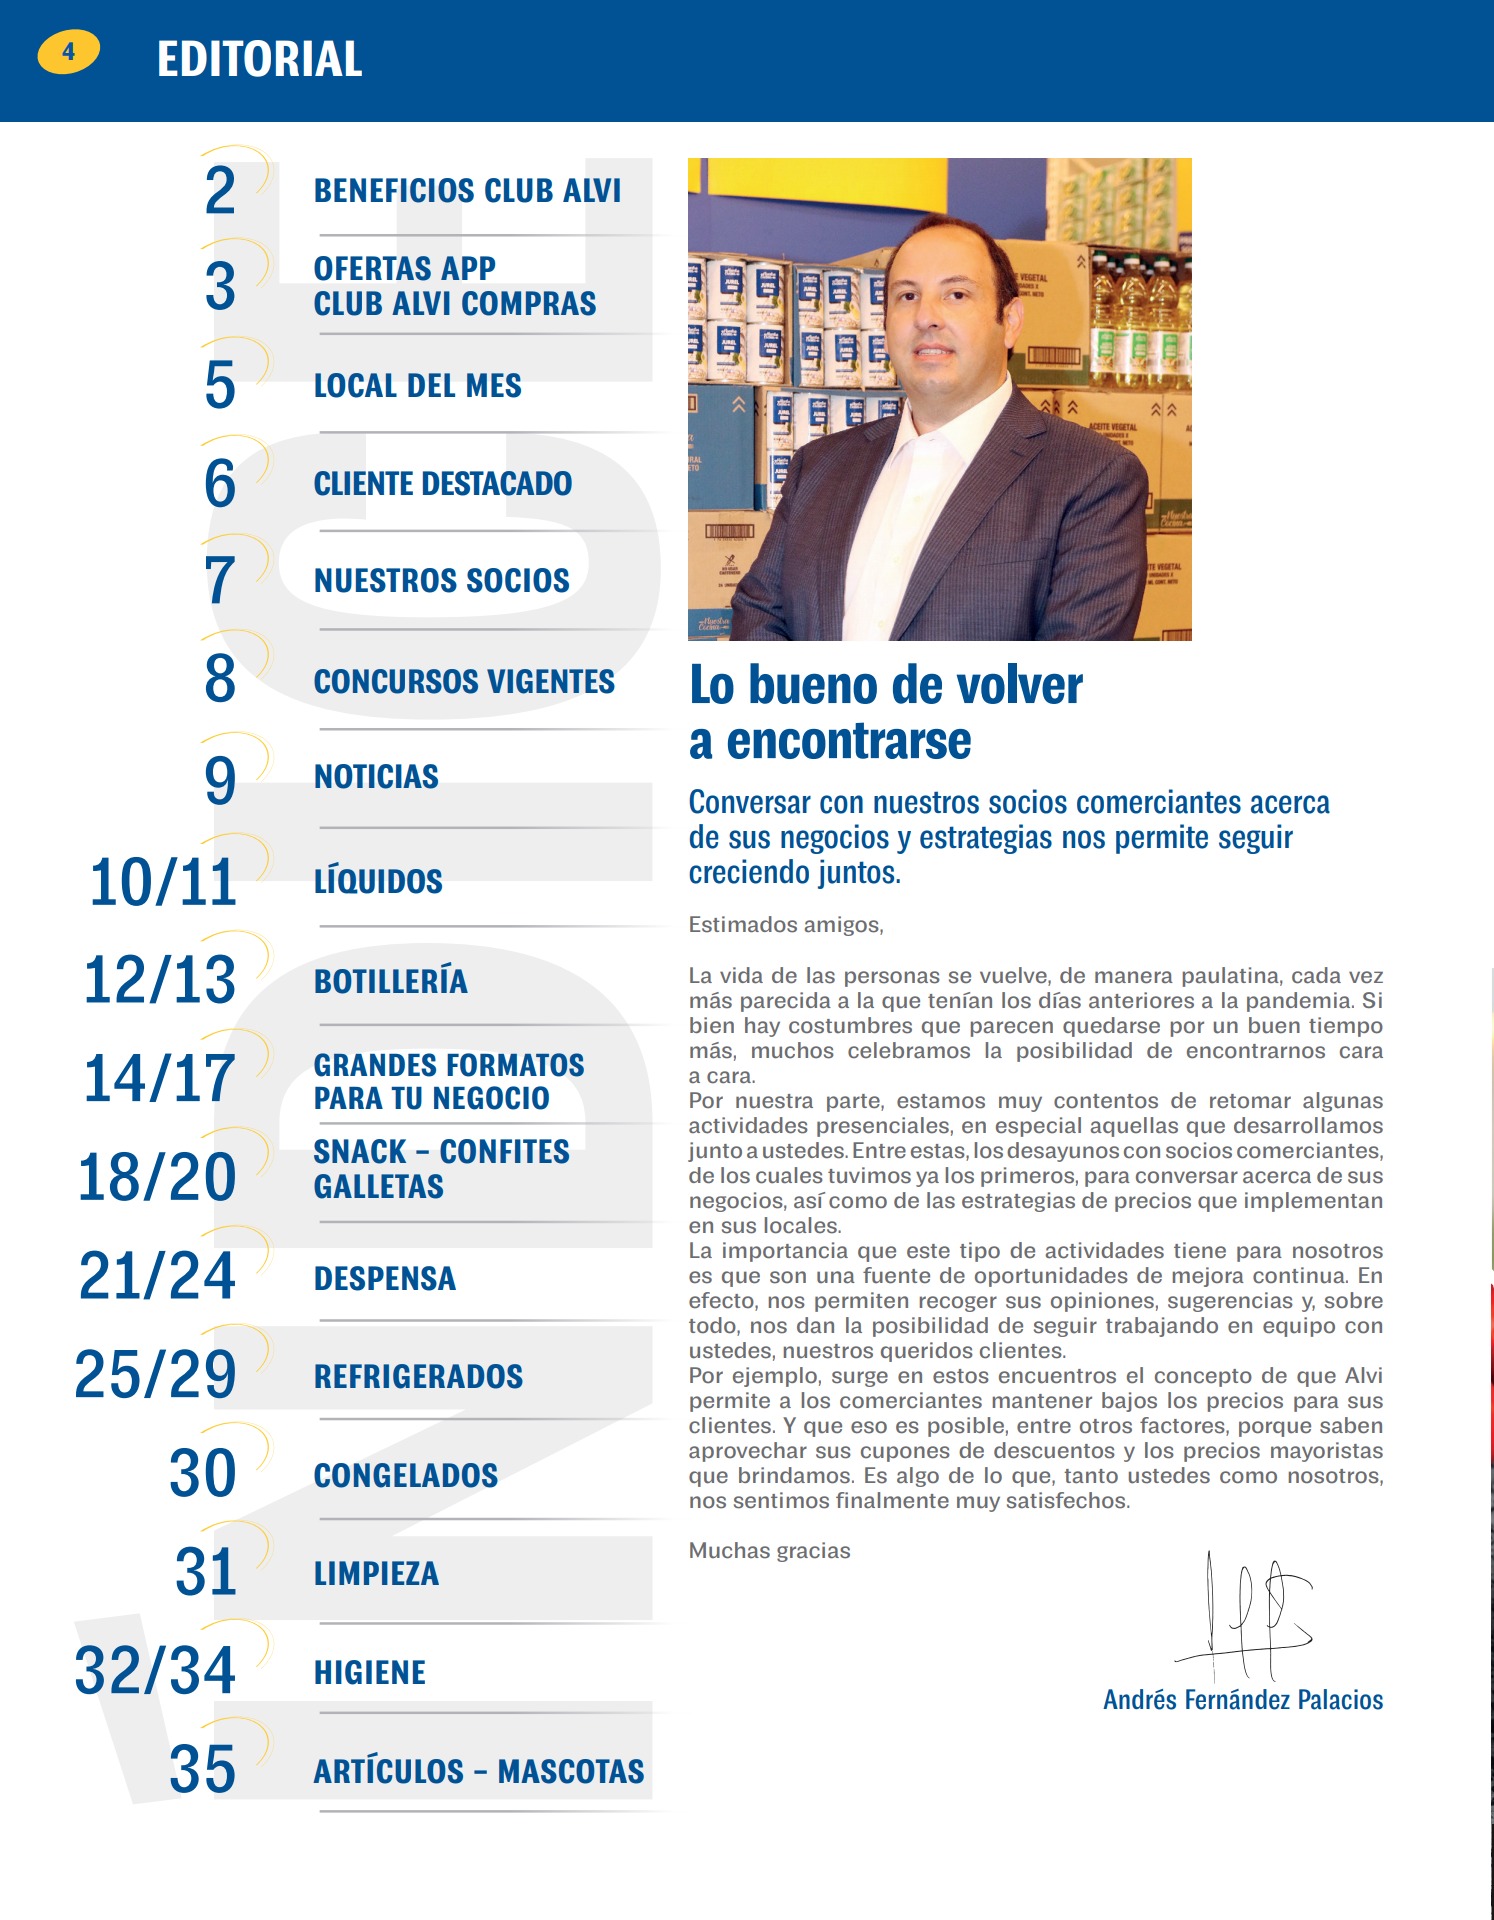 4
EDITORIAL
ÍNDICE
2 BENEFICIOS CLUB ALVI
3 OFERTAS APP
CLUB ALVI COMPRAS
5 LOCAL DEL MES
6 CLIENTE DESTACADO
7 NUESTROS SOCIOS
8 CONCURSOS VIGENTES
9 NOTICIAS
10/11 LÍQUIDOS
12/13 BOTILLERÍA
14/17 GRANDES FORMATOS
PARA TU NEGOCIO
18/20 SNACK – CONFITES
GALLETAS
21/24 DESPENSA
25/29 REFRIGERADOS
30 CONGELADOS
31 LIMPIEZA
32/34 HIGIENE
35 ARTÍCULOS – MASCOTAS
JUREL
ACEITE VEGETAL
Lo bueno de volver
a encontrarse
Conversar con nuestros socios comerciantes acerca
de sus negocios y estrategias nos permite seguir
creciendo juntos.
Estimados amigos,
La vida de las personas se vuelve, de manera paulatina, cada vez
más parecida a la que tenían los días anteriores a la pandemia. Si
bien hay costumbres que parecen quedarse por un buen tiempo
más, muchos celebramos la posibilidad de encontrarnos cara
a cara.
Por nuestra parte, estamos muy contentos de retomar algunas
actividades presenciales, en especial aquellas que desarrollamos
junto a ustedes. Entre estas, los desayunos con socios comerciantes,
de los cuales tuvimos ya los primeros, para conversar acerca de sus
negocios, así como de las estrategias de precios que implementan
en sus locales.
La importancia que este tipo de actividades tiene para nosotros
es que son una fuente de oportunidades de mejora continua. En
efecto, nos permiten recoger sus opiniones, sugerencias y, sobre
todo, nos dan la posibilidad de seguir trabajando en equipo con
ustedes, nuestros queridos clientes.
Por ejemplo, surge en estos encuentros el concepto de que Alvi
permite a los comerciantes mantener bajos los precios para sus
clientes. Y que eso es posible, entre otros factores, porque saben
aprovechar sus cupones de descuentos y los precios mayoristas
que brindamos. Es algo de lo que, tanto ustedes como nosotros,
nos sentimos finalmente muy satisfechos.
Muchas gracias
Andrés Fernández Palacios